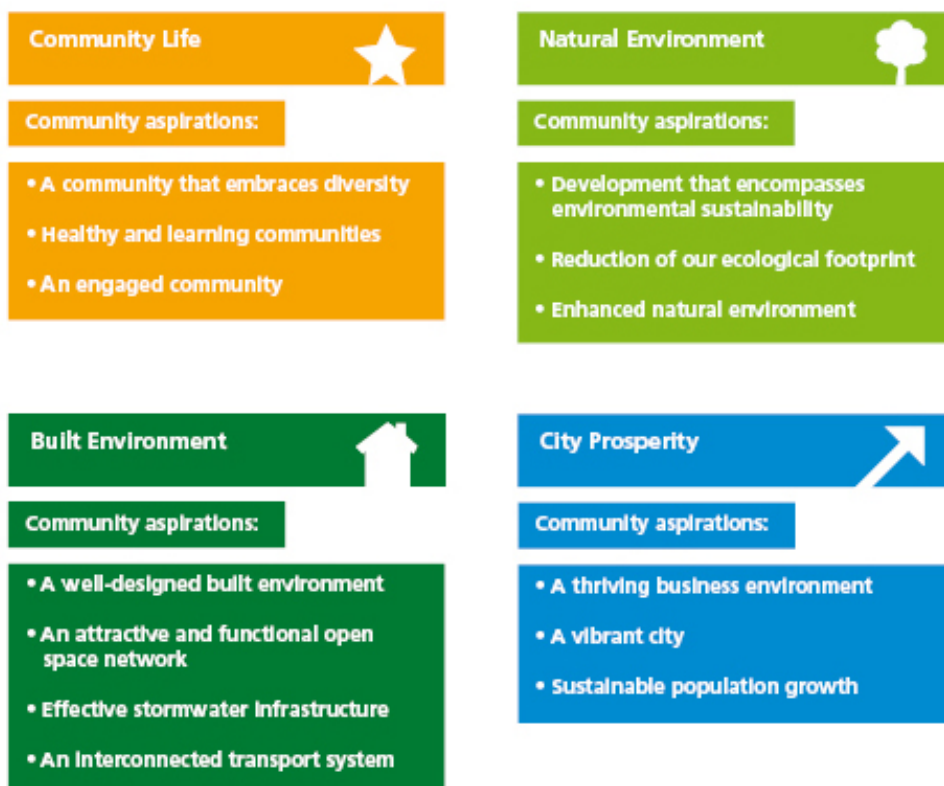 Community Life
Community aspirations:
• A community that embraces diversity
• Healthy and learning communities
• An engaged community
Natural Environment
Community aspirations:
• Development that encompasses
environmental sustainability
• Reduction of our ecological footprint
• Enhanced natural environment
Built Environment
Community aspirations:
• A well-designed built environment
• An attractive and functional open
space network
• Effective stormwater infrastructure
• An interconnected transport system
City Prosperity
Community aspirations:
• A thriving business environment
• A vibrant city
• Sustainable population growth